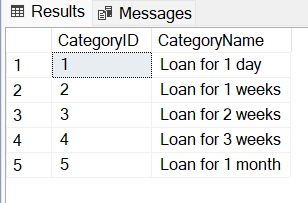 Results Messages
CategoryID CategoryName
1 1 Loan for 1 day
2 2 Loan for 1 weeks
3 3 Loan for 2 weeks
4 4 Loan for 3 weeks
5 5 Loan for 1 month